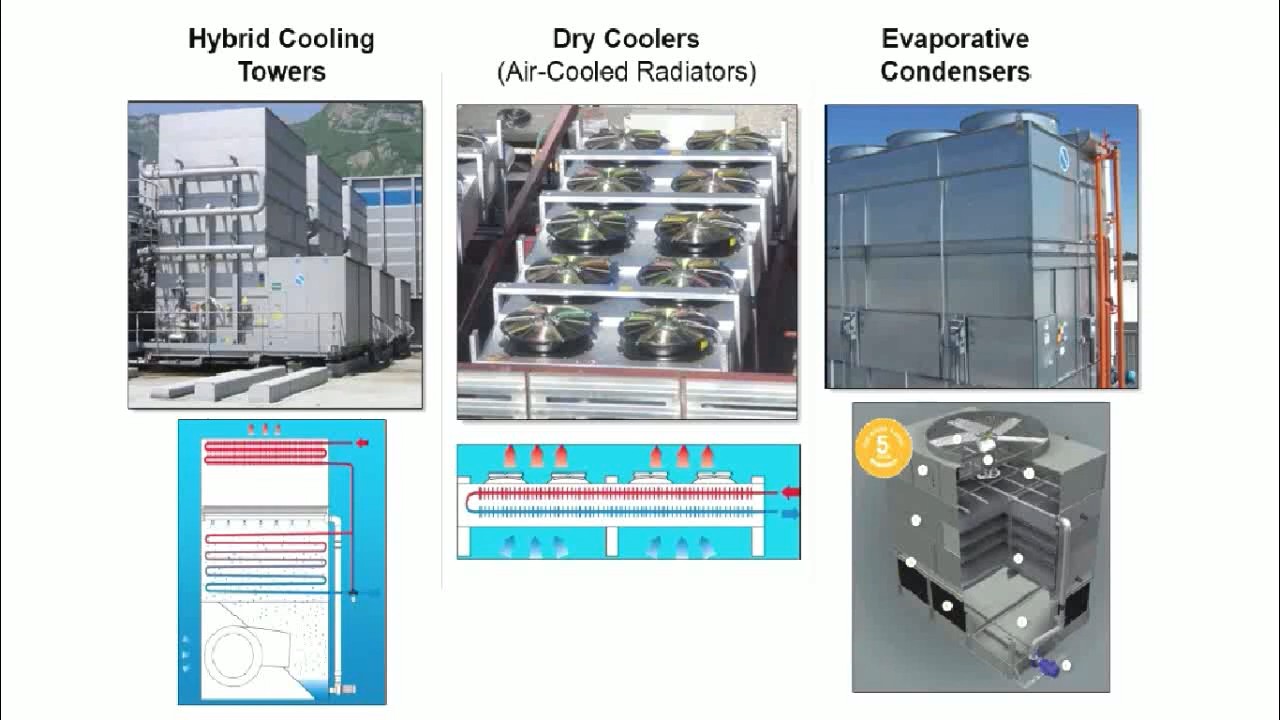 Hybrid Cooling
Towers
Dry Coolers
(Air-Cooled Radiators)
Evaporative
Condensers
5